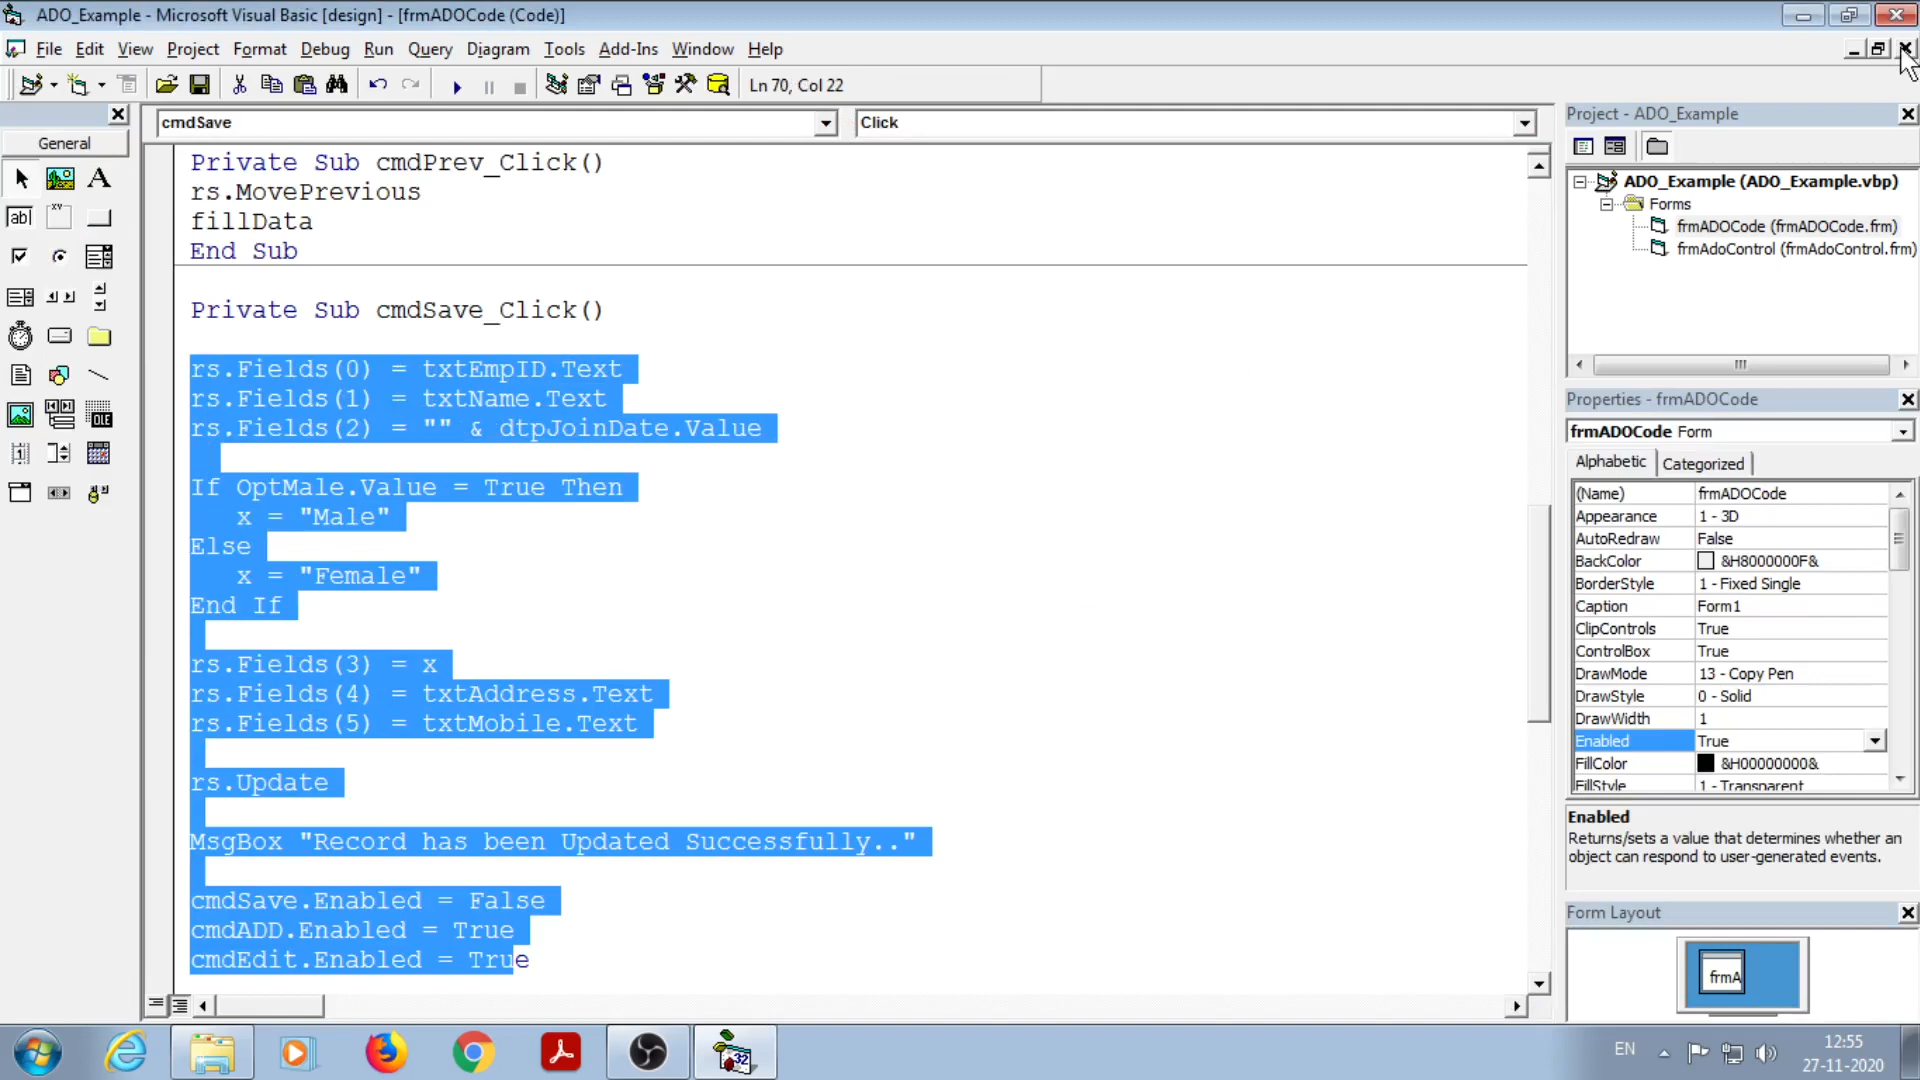 ADO_Example - Microsoft Visual Basic [design] - [frmADOCode (Code)]
File Edit View Project Format Debug Run Query Diagram Tools Add-Ins Window Help
Ln 70, Col 22
General
cmdSave
Click
Private Sub cmdPrev_Click()
rs.MovePrevious
fillData
End Sub
Private Sub cmdSave_Click()
rs.Fields(0) = txtEmpID.Text
rs.Fields(1) = txtName.Text
rs.Fields(2) = "" & dtpJoinDate.Value
If OptMale.Value = True Then
x = "Male"
Else
x = "Female"
End If
rs.Fields(3) = x
rs.Fields(4) = txtAddress.Text
rs.Fields(5) = txtMobile.Text
rs.Update
MsgBox "Record has been Updated Successfully.."
cmdSave.Enabled = False
cmdADD.Enabled = True
cmdEdit.Enabled = True
Project - ADO_Example
ADO_Example (ADO_Example.vbp)
Forms
frmADOCode (frmADOCode.frm)
frmAdoControl (frmAdoControl.frm)
Properties - frmADOCode
frmADOCode Form
Alphabetic Categorized
(Name) frmADOCode
Appearance 1 - 3D
AutoRedraw False
BackColor &H8000000F&
BorderStyle 1 - Fixed Single
Caption Form1
ClipControls True
ControlBox True
DrawMode 13 - Copy Pen
DrawStyle 0 - Solid
DrawWidth 1
Enabled True
FillColor &H00000000&
FillStyle 1 - Transparent
Enabled
Returns/sets a value that determines whether an
object can respond to user-generated events.
Form Layout
frmA
EN
12:55
27-11-2020